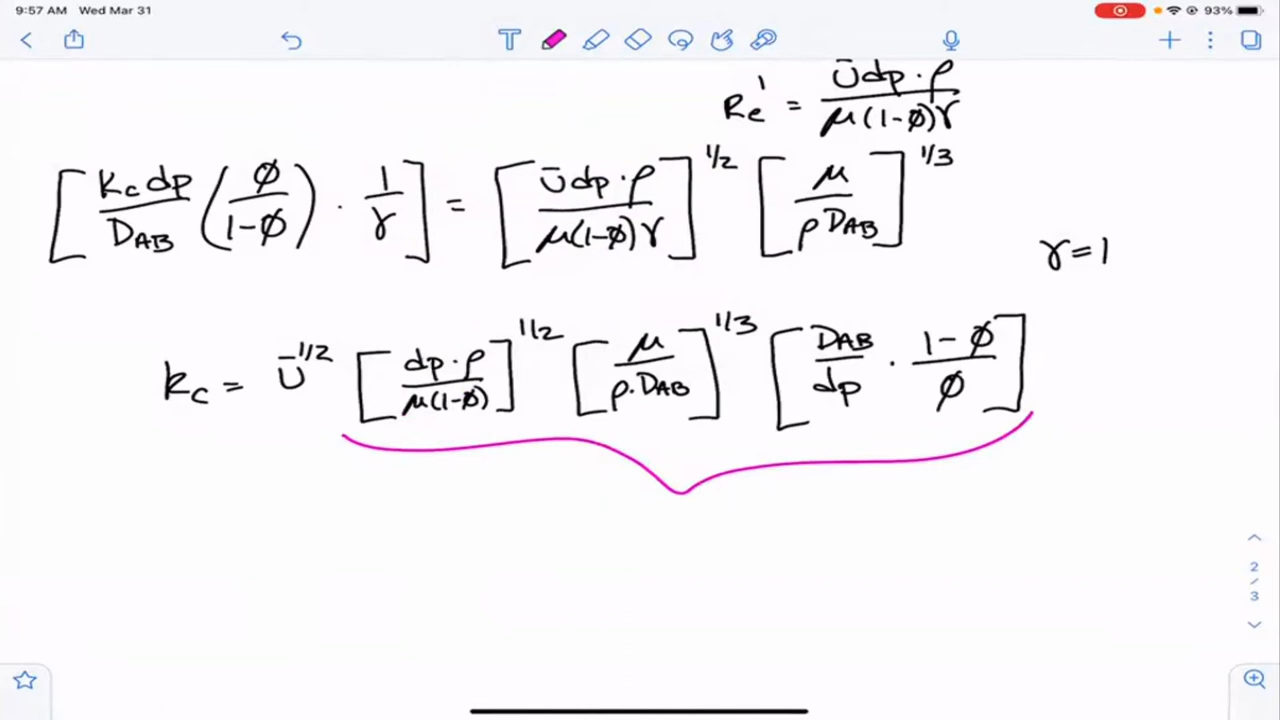 9:57 AM Wed Mar 31 93%
T
Re' = Ūdp·ρ / μ(1-φ)γ
[kc dp / DAB (φ / 1-φ) · 1/γ] = [Ūdp·ρ / μ(1-φ)γ]^1/2 [μ / ρDAB]^1/3
γ = 1
kc = Ū^1/2 [dp·ρ / μ(1-φ)]^1/2 [μ / ρ·DAB]^1/3 [DAB / dp · 1-φ / φ]
2
/
3